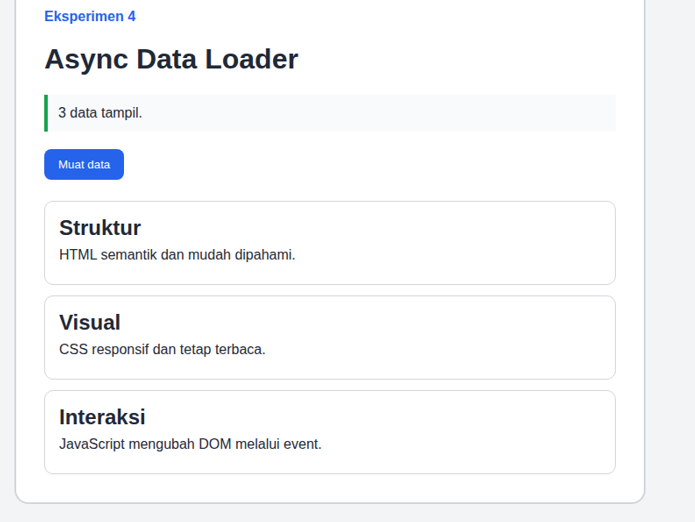 Eksperimen 4
Async Data Loader
3 data tampil.
Muat data
Struktur
HTML semantik dan mudah dipahami.
Visual
CSS responsif dan tetap terbaca.
Interaksi
JavaScript mengubah DOM melalui event.